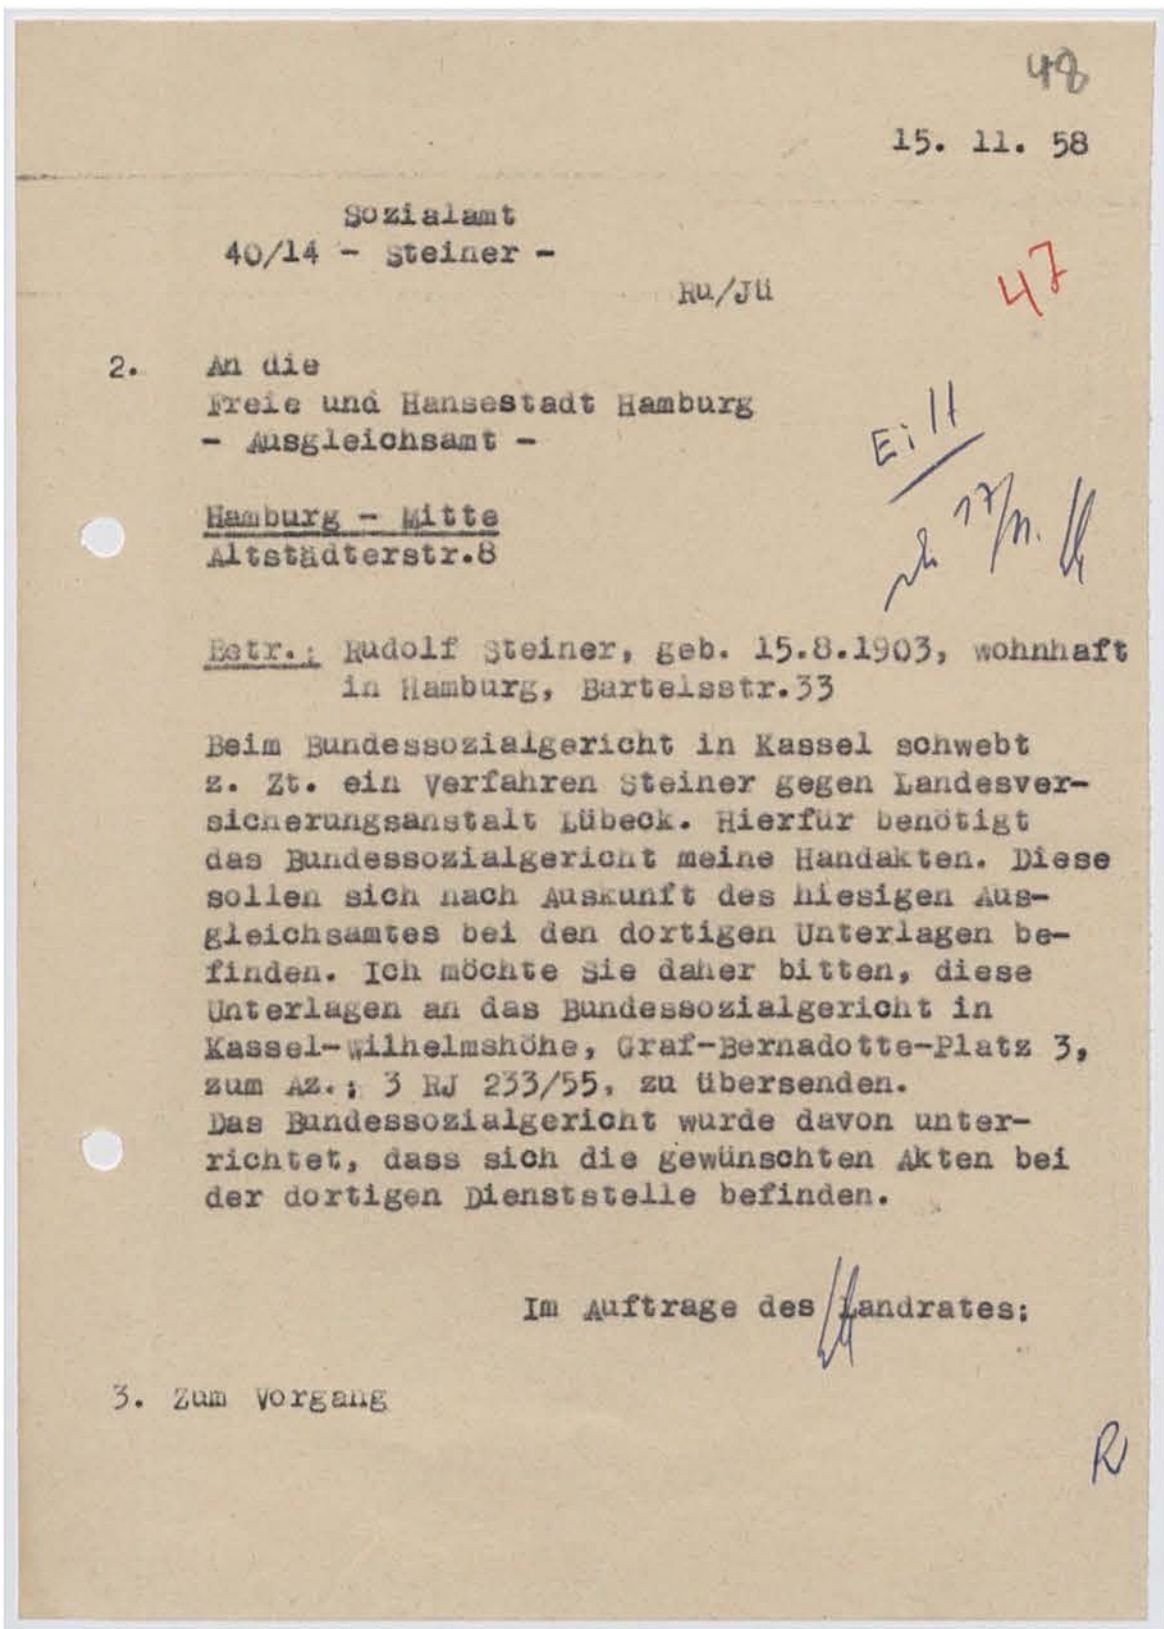 48
15. 11. 58
Sozialamt
40/14 - Steiner -
Ru/Jü
47
2. An die
Freie und Hansestadt Hamburg
- Ausgleichsamt -
Hamburg - Mitte
Altstädterstr.8
17/11.
Betr.: Rudolf Steiner, geb. 15.8.1903, wohnhaft
in Hamburg, Bartelsstr.33
Beim Bundessozialgericht in Kassel schwebt
z. Zt. ein Verfahren Steiner gegen Landesver-
sicherungsanstalt Lübeck. Hierfür benötigt
das Bundessozialgericht meine Handakten. Diese
sollen sich nach Auskunft des hiesigen Aus-
gleichsamtes bei den dortigen Unterlagen be-
finden. Ich möchte Sie daher bitten, diese
Unterlagen an das Bundessozialgericht in
Kassel-Wilhelmshöhe, Graf-Bernadotte-Platz 3,
zum Az.: 3 RJ 233/55, zu übersenden.
Das Bundessozialgericht wurde davon unter-
richtet, dass sich die gewünschten Akten bei
der dortigen Dienststelle befinden.
Im Auftrage des Landrates:
3. Zum Vorgang
R